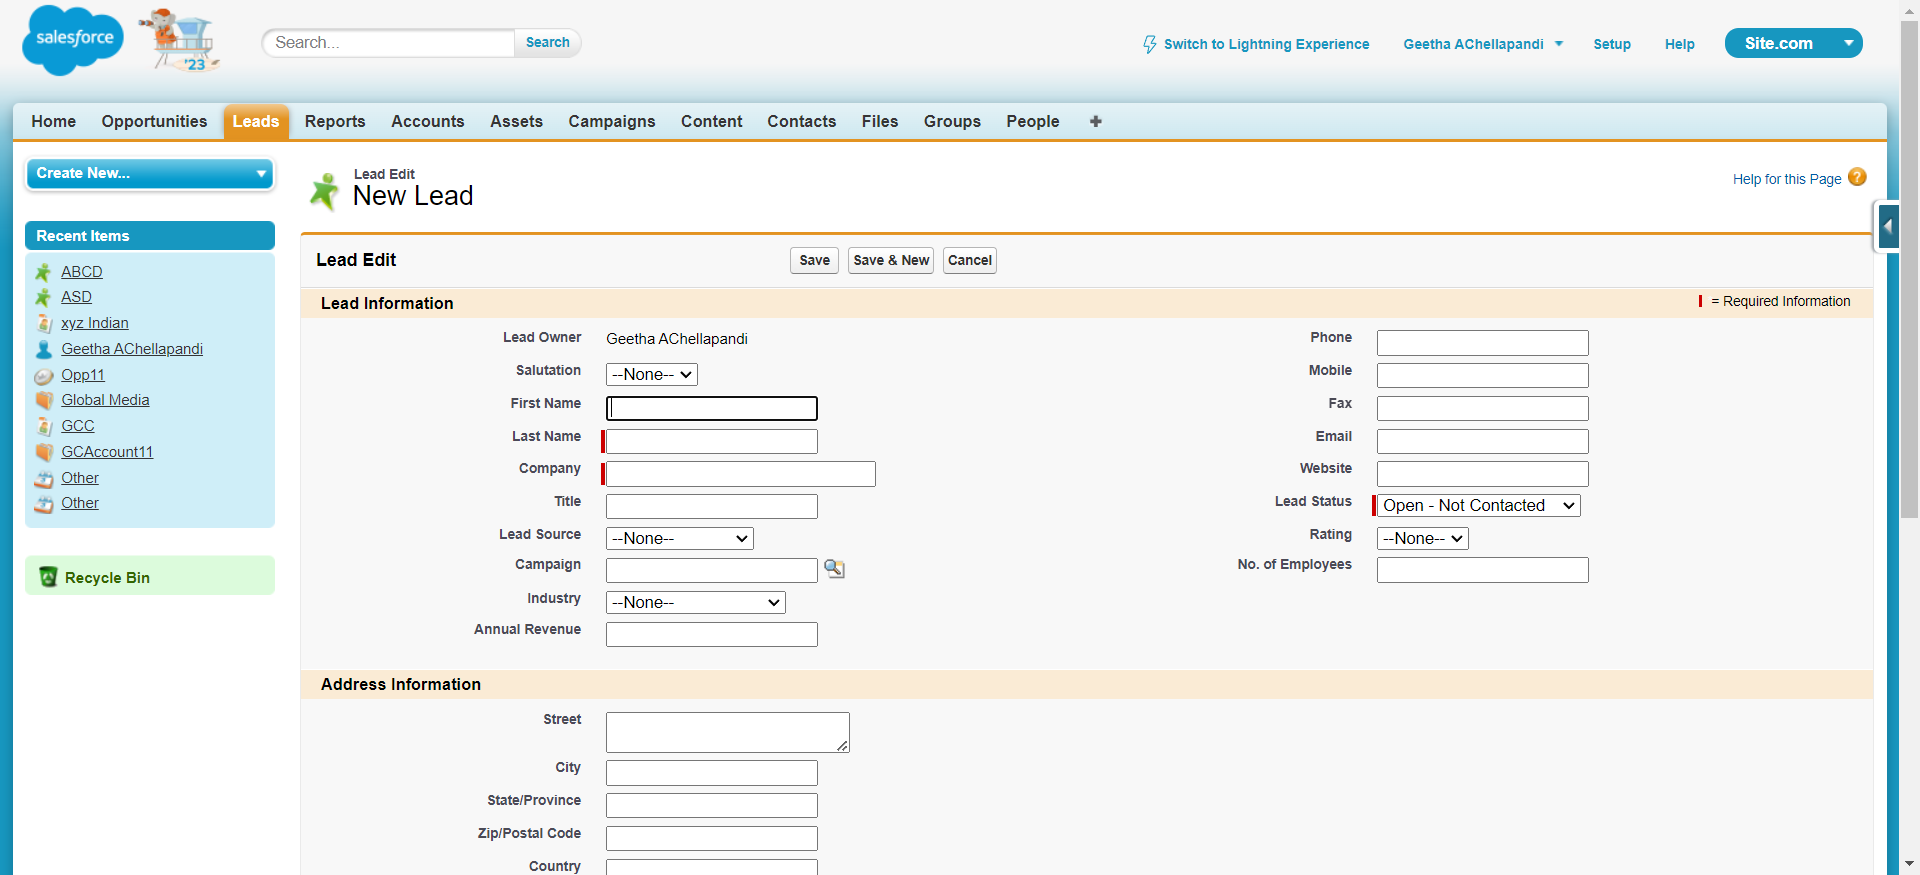 salesforce
'23
Search...
Search
Switch to Lightning Experience
Geetha AChellapandi
Setup
Help
Site.com
Home
Opportunities
Leads
Reports
Accounts
Assets
Campaigns
Content
Contacts
Files
Groups
People
Create New...
Recent Items
ABCD
ASD
xyz Indian
Geetha AChellapandi
Opp11
Global Media
GCC
GCAccount11
Other
Other
Recycle Bin
Lead Edit
New Lead
Help for this Page
Lead Edit
Save
Save & New
Cancel
Lead Information
= Required Information
Lead Owner
Geetha AChellapandi
Phone
Salutation
--None--
Mobile
First Name
Fax
Last Name
Email
Company
Website
Title
Lead Status
Open - Not Contacted
Lead Source
--None--
Rating
--None--
Campaign
No. of Employees
Industry
--None--
Annual Revenue
Address Information
Street
City
State/Province
Zip/Postal Code
Country